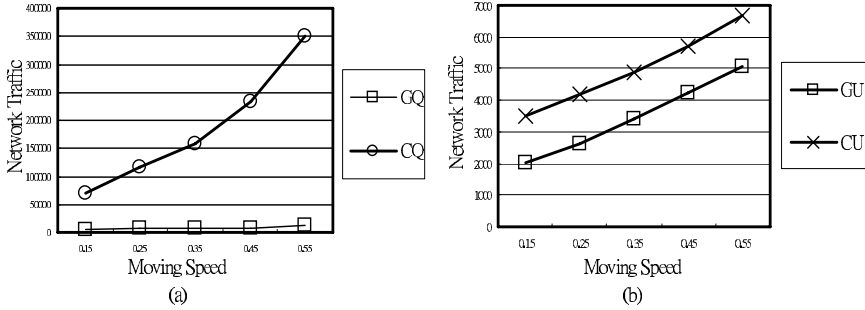 400000
350000
300000
250000
200000
150000
100000
50000
0
Network Traffic
0.15 0.25 0.35 0.45 0.55
Moving Speed
(a)
GQ
CQ
7000
6000
5000
4000
3000
2000
1000
0
Network Traffic
0.15 0.25 0.35 0.45 0.55
Moving Speed
(b)
GU
CU